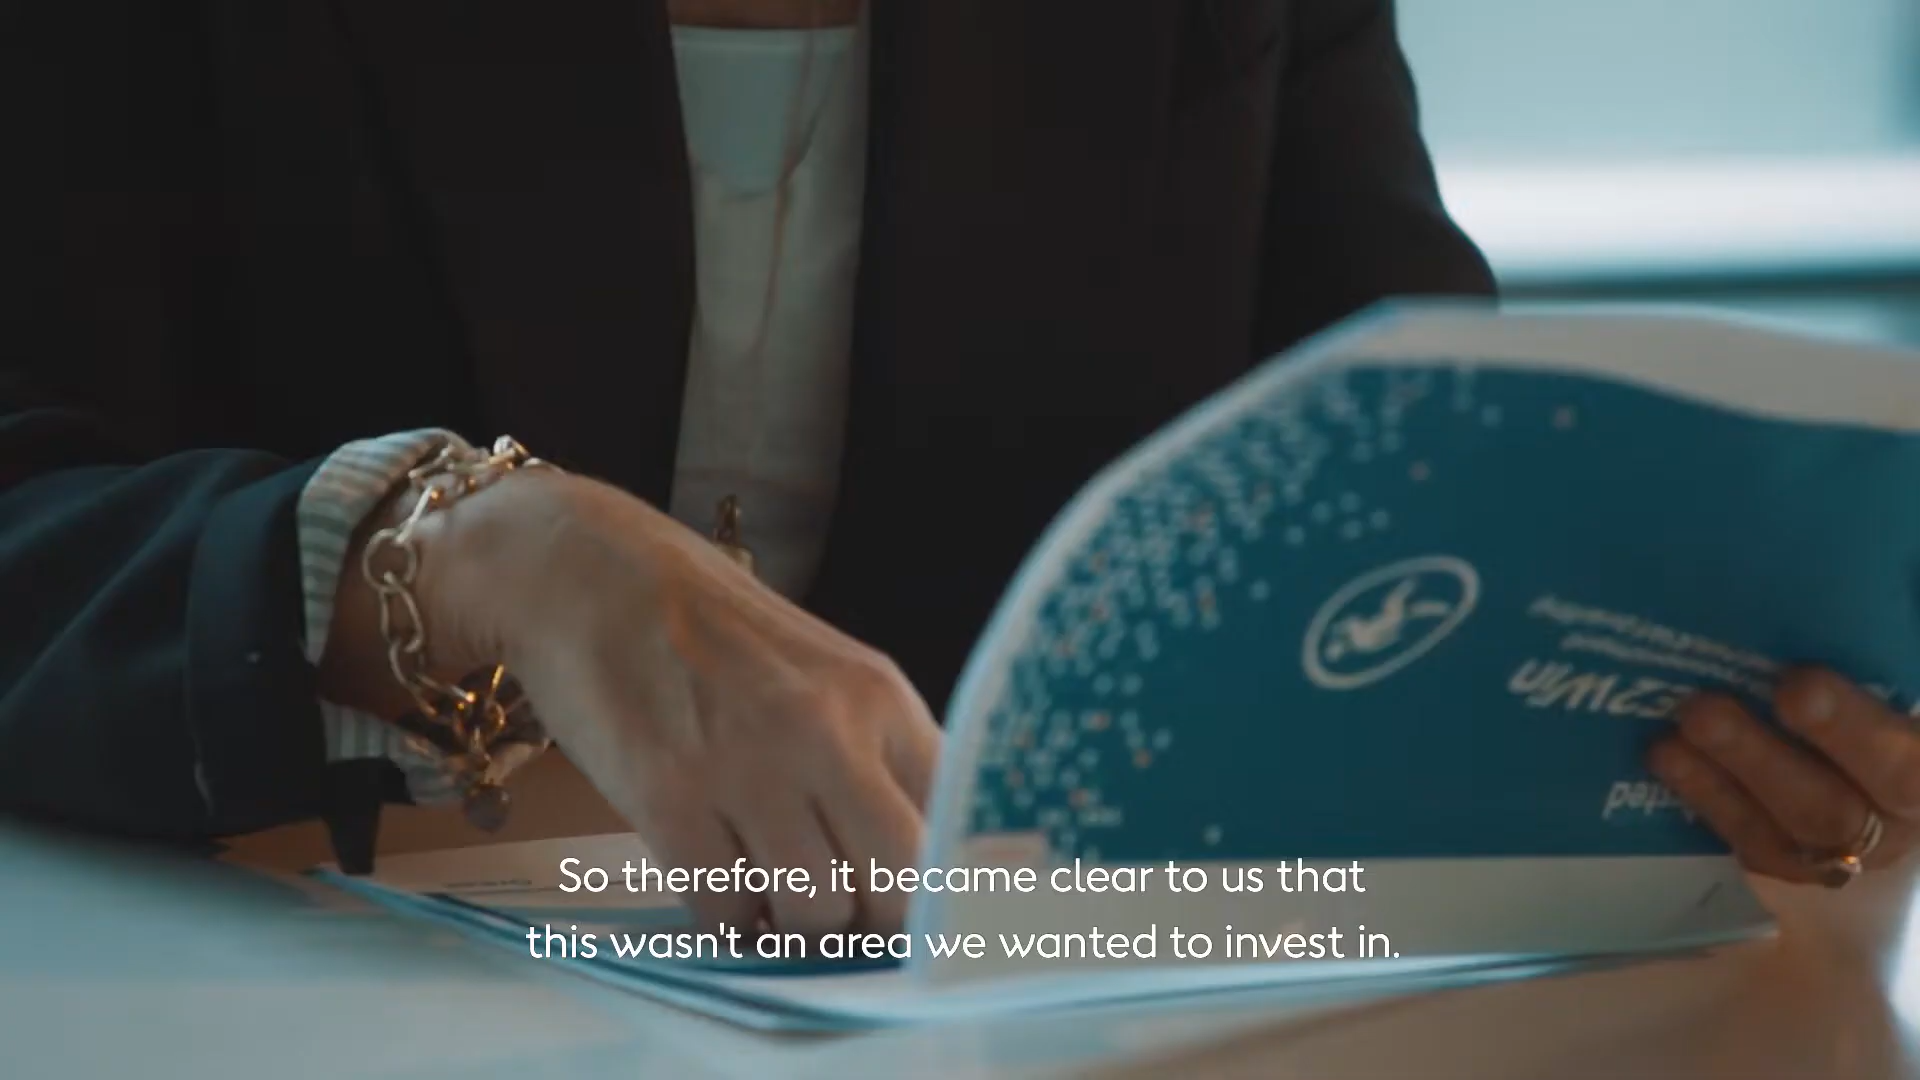 So therefore, it became clear to us that
this wasn't an area we wanted to invest in.